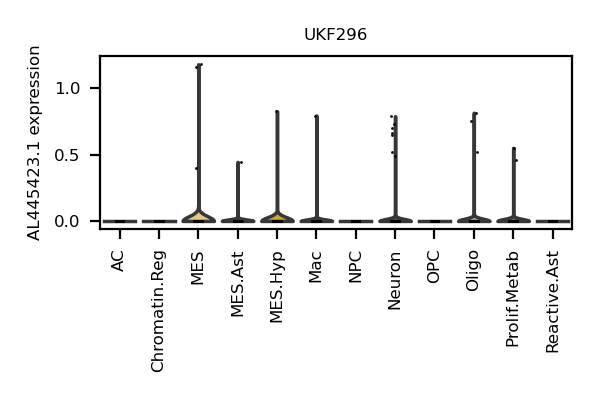 UKF296
AL445423.1 expression
1.0
0.5
0.0
AC
Chromatin.Reg
MES
MES.Ast
MES.Hyp
Mac
NPC
Neuron
OPC
Oligo
Prolif.Metab
Reactive.Ast